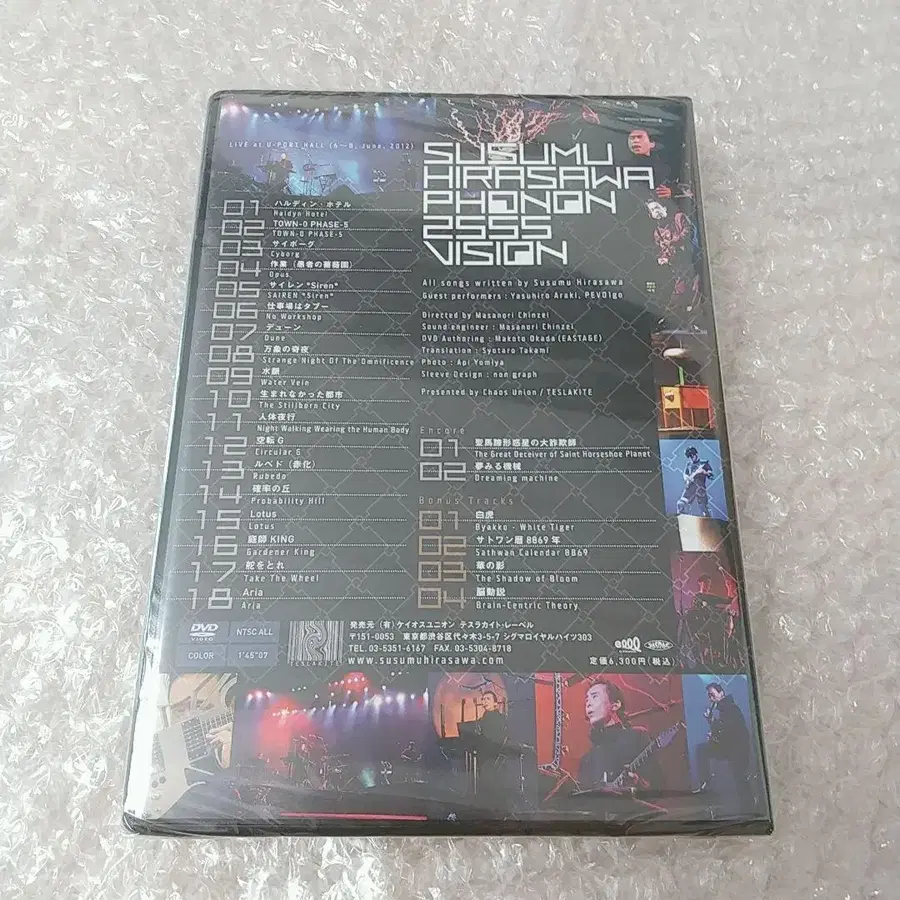 LIVE at U-PORT HALL (6~8, June, 2012)
SUSUMU
HIRASAWA
PHONON
2555
VISION
01 ハルディン・ホテル
Haldyn Hotel
02 TOWN-0 PHASE-5
TOWN-0 PHASE-5
03 サイボーグ
Cyborg
04 作業(愚者の薔薇園)
Opus
05 サイレン *Siren*
SAIREN *Siren*
06 仕事場はタブー
No Workshop
07 デューン
Dune
08 万象の奇夜
Strange Night Of The Omnificence
09 水脈
Water Vein
10 生まれなかった都市
The Stillborn City
11 人体夜行
Night Walking Wearing the Human Body
12 空転G
Circular G
13 ルベド(赤化)
Rubedo
14 確率の丘
Probability Hill
15 Lotus
Lotus
16 庭師KING
Gardener King
17 舵をとれ
Take The Wheel
18 Aria
Aria
All songs written by Susumu Hirasawa
Guest performers : Yasuhiro Araki, PEVO1go
Directed by Masanori Chinzei
Sound engineer : Masanori Chinzei
DVD Authoring : Makoto Okada (EASTAGE)
Translation : Syotaro Takami
Photo : Api Yomiya
Sleeve Design : non graph
Presented by Chaos Union / TESLAKITE
Encore
01 聖馬蹄形惑星の大詐欺師
The Great Deceiver of Saint Horseshoe Planet
02 夢みる機械
Dreaming machine
Bonus Tracks
01 白虎
Byakko - White Tiger
02 サトワン暦8869年
Sathwan Calendar 8869
03 華の影
The Shadow of Bloom
04 脳動説
Brain-Centric Theory
DVD VIDEO
NTSC ALL
COLOR
1'45"07
TESLAKITE
発売元 (有)ケイオスユニオン テスラカイト・レーベル
〒151-0053 東京都渋谷区代々木3-5-7 シグマロイヤルハイツ303
TEL. 03-5351-6167 FAX. 03-5304-8718
www.susumuhirasawa.com
定価6,300円(税込)